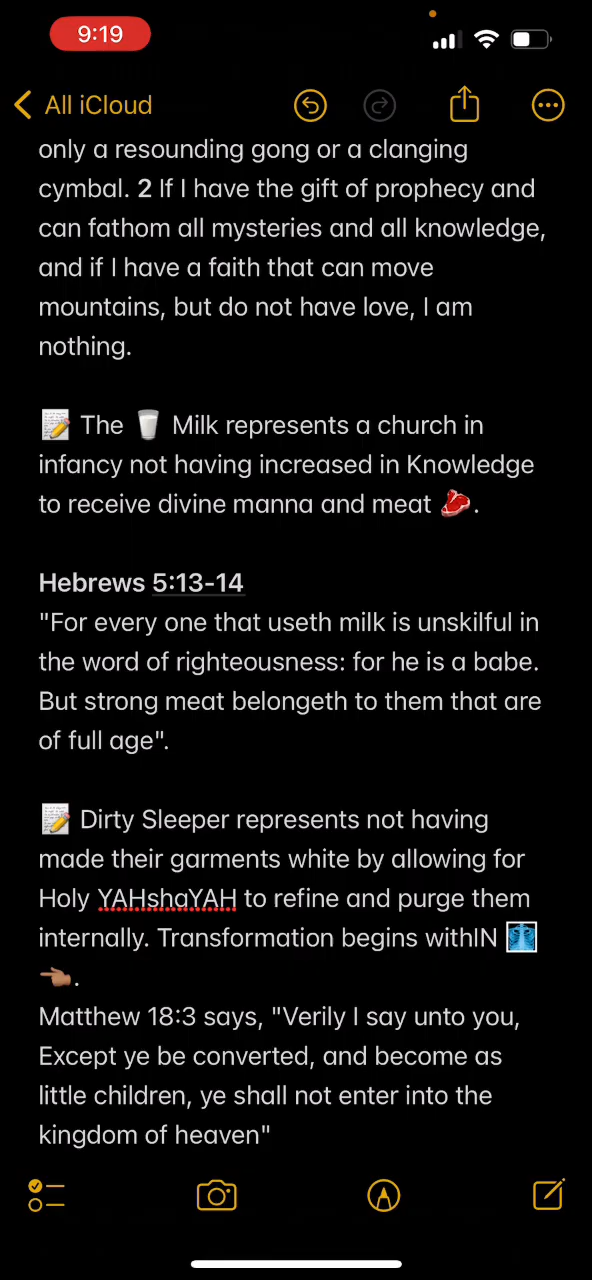 9:19
All iCloud
only a resounding gong or a clanging
cymbal. 2 If I have the gift of prophecy and
can fathom all mysteries and all knowledge,
and if I have a faith that can move
mountains, but do not have love, I am
nothing.
📝 The 🥛 Milk represents a church in
infancy not having increased in Knowledge
to receive divine manna and meat 🥩.
Hebrews 5:13-14
"For every one that useth milk is unskilful in
the word of righteousness: for he is a babe.
But strong meat belongeth to them that are
of full age".
📝 Dirty Sleeper represents not having
made their garments white by allowing for
Holy YAHshaYAH to refine and purge them
internally. Transformation begins withIN 🩻
👈🏽.
Matthew 18:3 says, "Verily I say unto you,
Except ye be converted, and become as
little children, ye shall not enter into the
kingdom of heaven"